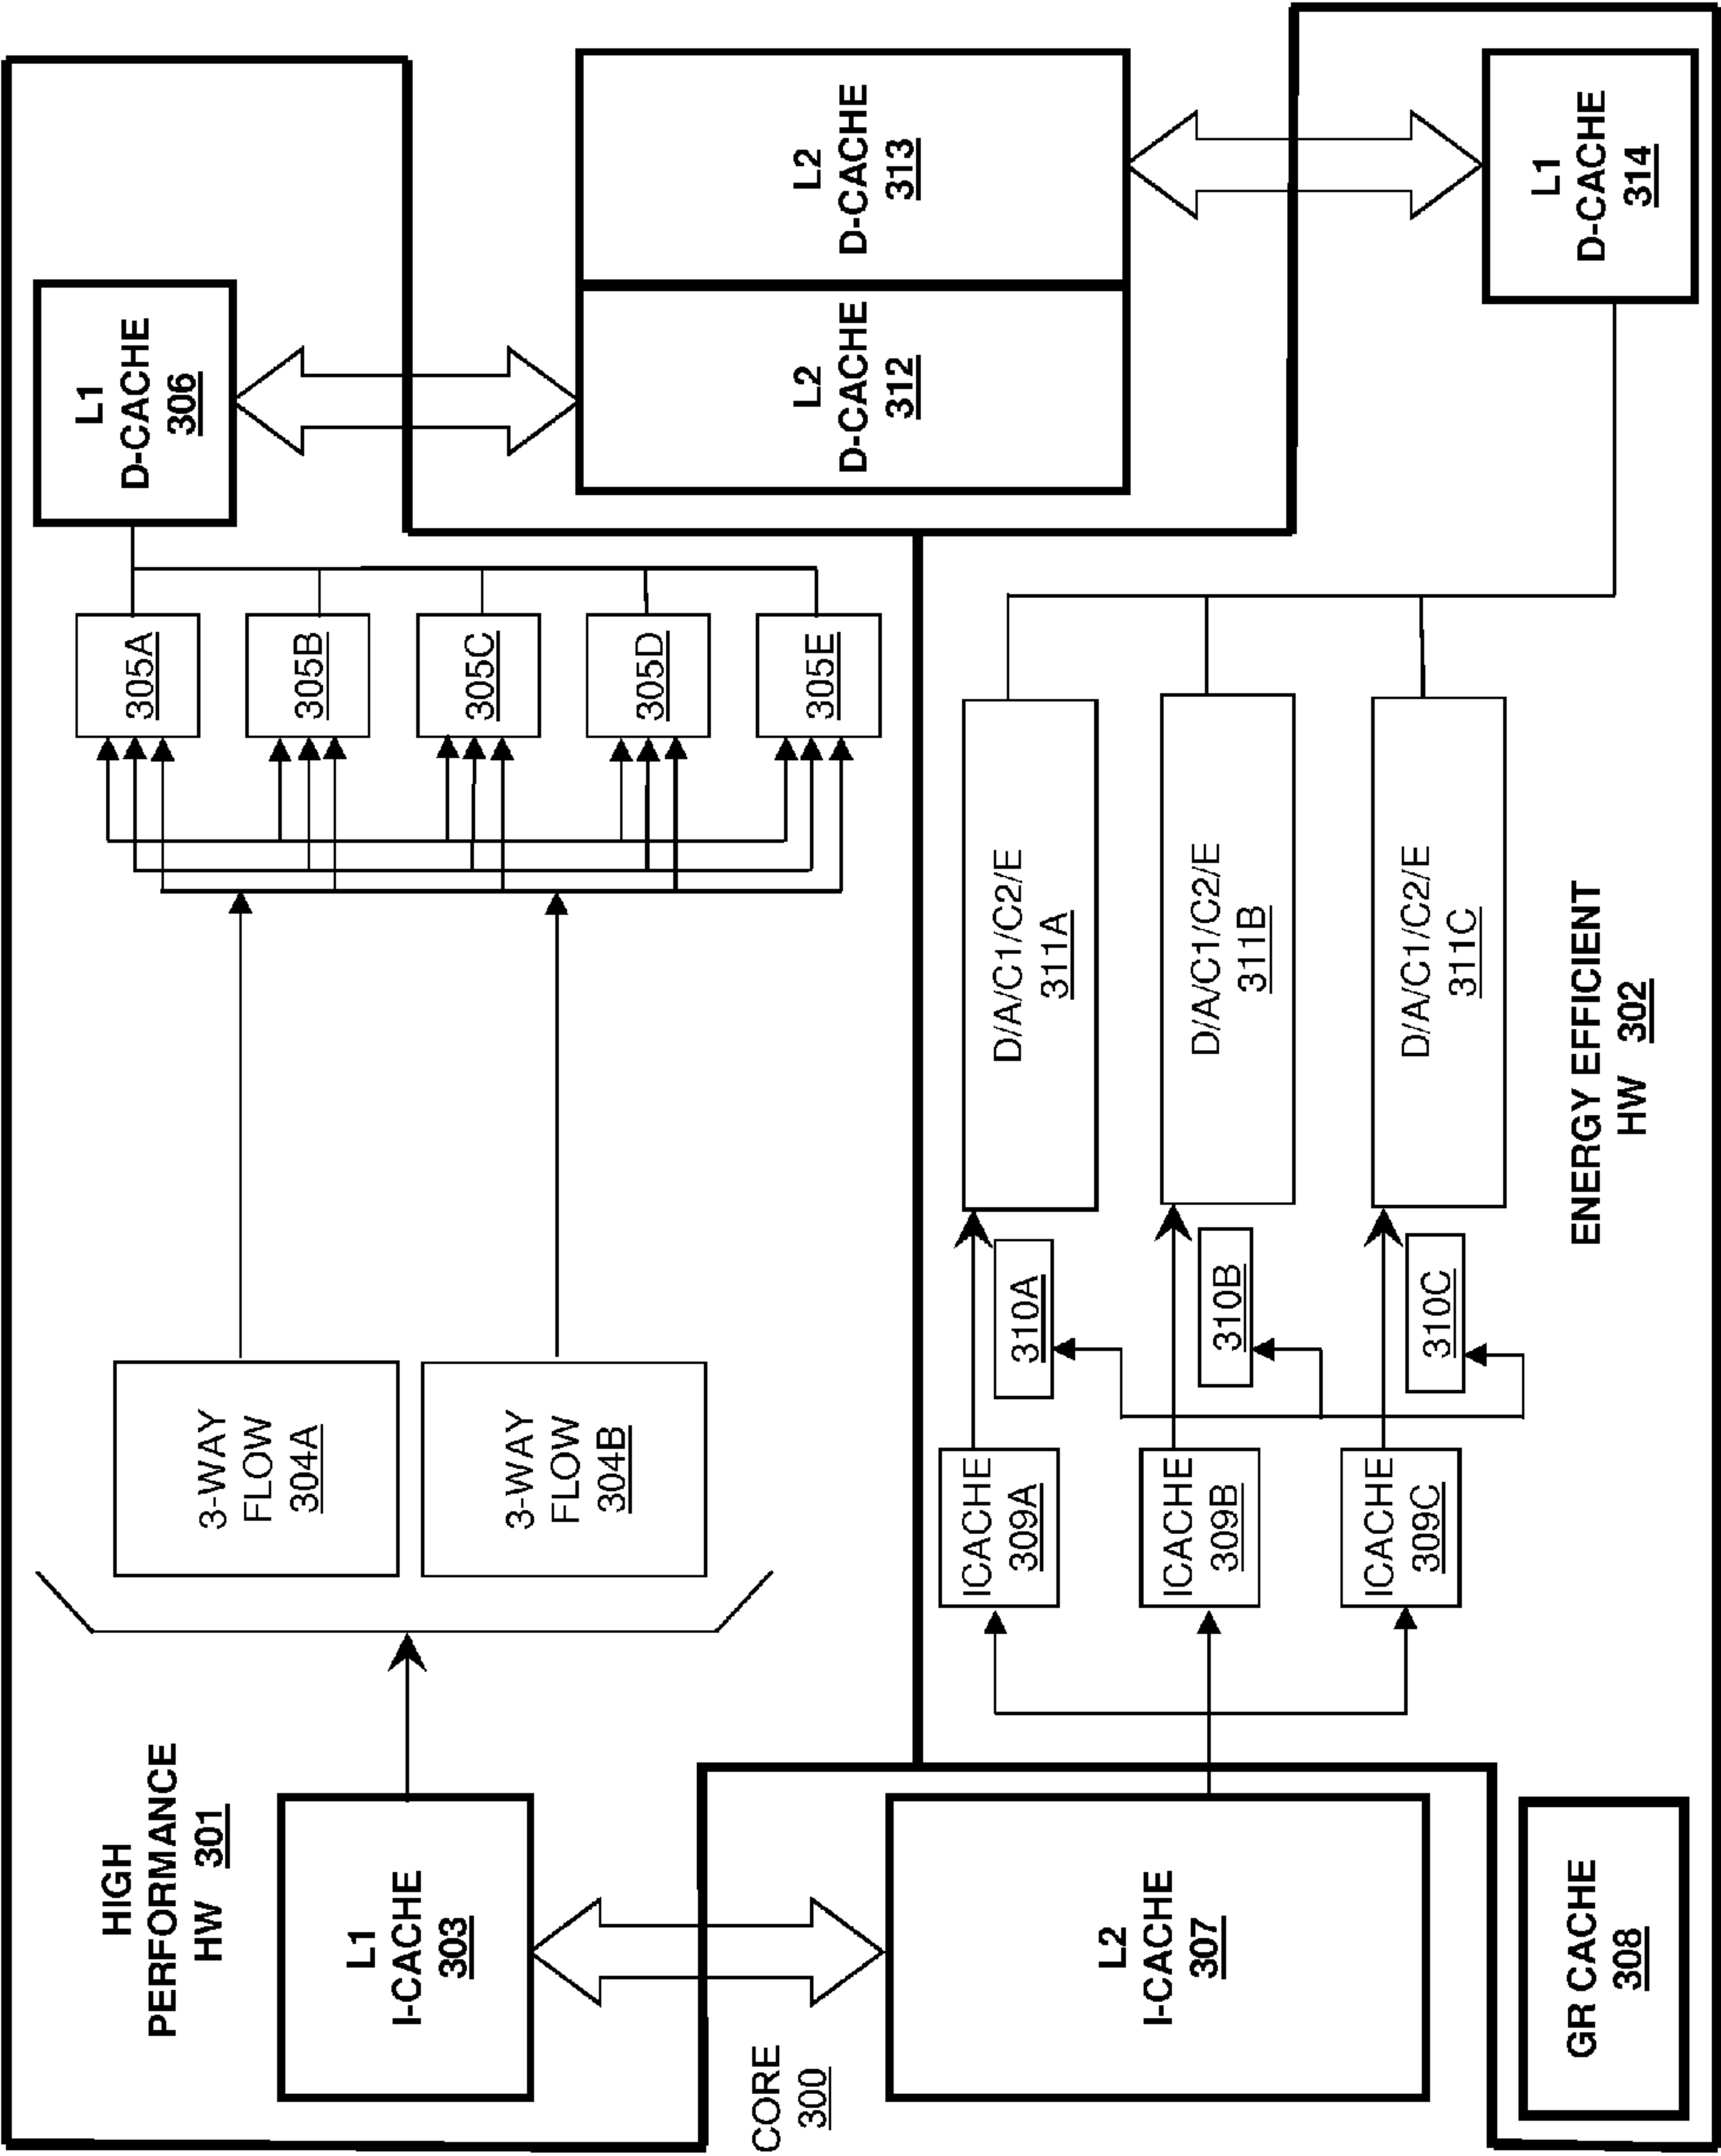 HIGH
PERFORMANCE
HW 301
L1
I-CACHE
303
3-WAY
FLOW
304A
3-WAY
FLOW
304B
305A
305B
305C
305D
305E
L1
D-CACHE
306
CORE
300
L2
I-CACHE
307
L2
D-CACHE
312
L2
D-CACHE
313
ICACHE
309A
310A
D/A/C1/C2/E
311A
ICACHE
309B
310B
D/A/C1/C2/E
311B
ICACHE
309C
310C
D/A/C1/C2/E
311C
GR CACHE
308
ENERGY EFFICIENT
HW 302
L1
D-CACHE
314